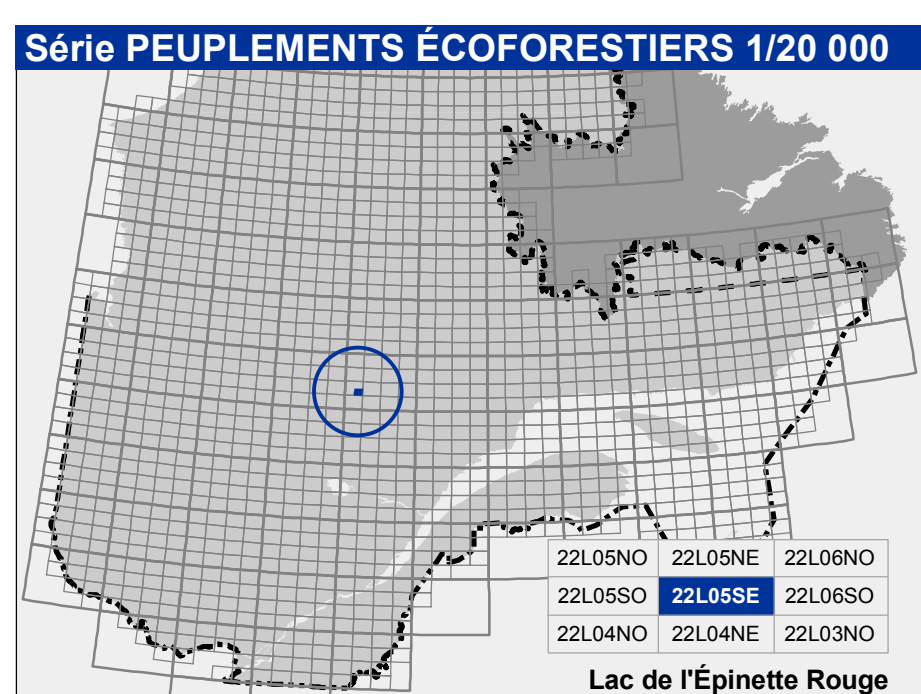 Série PEUPLEMENTS ÉCOFORESTIERS 1/20 000
22L05NO 22L05NE 22L06NO
22L05SO 22L05SE 22L06SO
22L04NO 22L04NE 22L03NO
Lac de l'Épinette Rouge